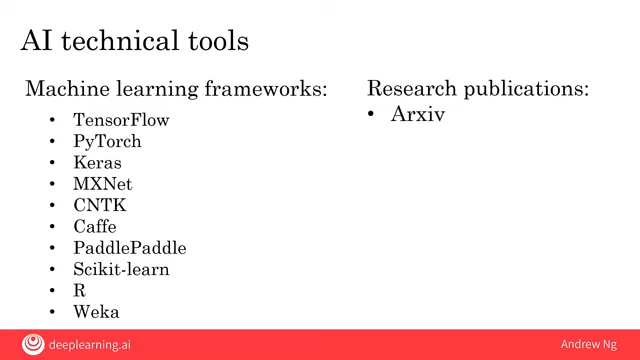 AI technical tools
Machine learning frameworks:
• TensorFlow
• PyTorch
• Keras
• MXNet
• CNTK
• Caffe
• PaddlePaddle
• Scikit-learn
• R
• Weka
Research publications:
• Arxiv
deeplearning.ai
Andrew Ng